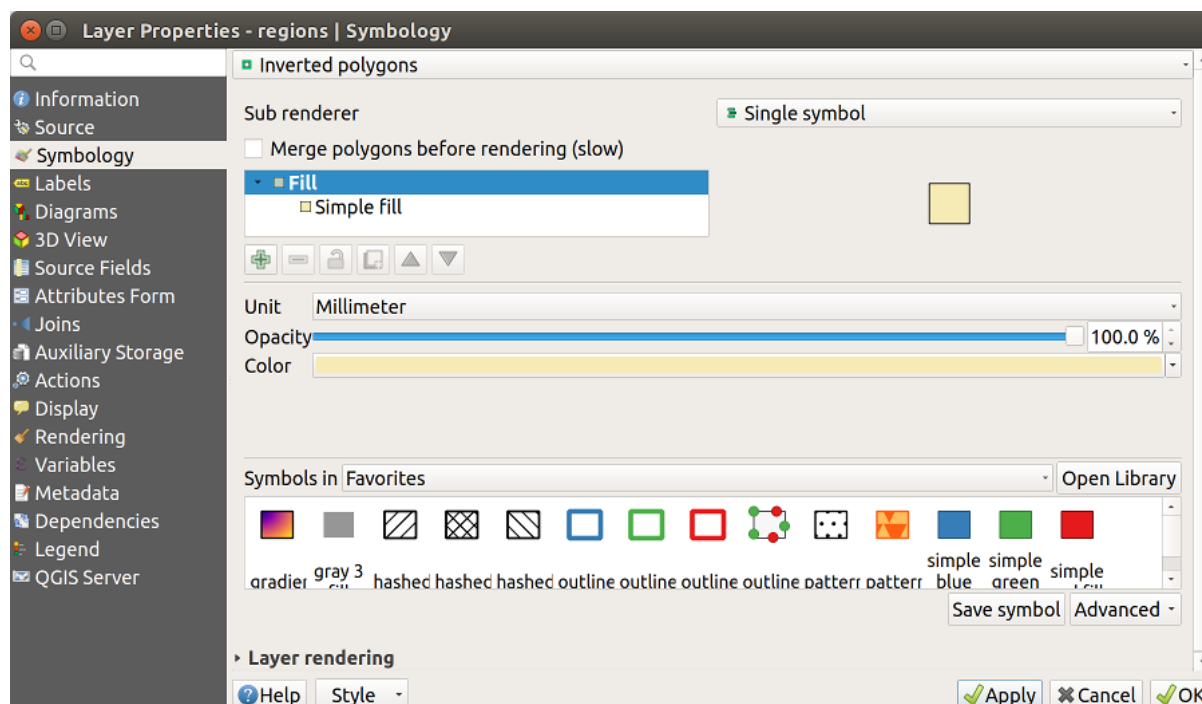 Layer Properties - regions | Symbology
Information
Source
Symbology
Labels
Diagrams
3D View
Source Fields
Attributes Form
Joins
Auxiliary Storage
Actions
Display
Rendering
Variables
Metadata
Dependencies
Legend
QGIS Server
Inverted polygons
Sub renderer Single symbol
Merge polygons before rendering (slow)
Fill
Simple fill
Unit Millimeter
Opacity 100.0 %
Color
Symbols in Favorites Open Library
gradier gray 3 hashed hashed hashed outline outline outline outline patterr patterr simple blue simple green simple
Save symbol Advanced
Layer rendering
Help Style Apply Cancel OK